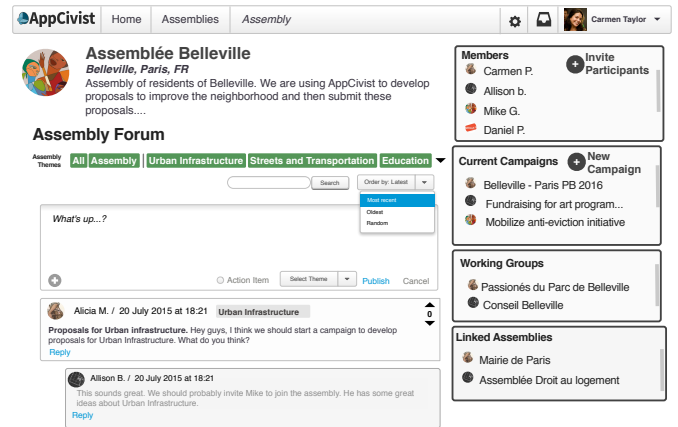 AppCivist Home Assemblies Assembly Carmen Taylor
Assemblée Belleville
Belleville, Paris, FR
Assembly of residents of Belleville. We are using AppCivist to develop
proposals to improve the neighborhood and then submit these
proposals....
Assembly Forum
Assembly
Themes
All Assembly | Urban Infrastructure Streets and Transportation Education
Search Order by: Latest
Most recent
Oldest
Random
What's up...?
Action Item Select Theme Publish Cancel
Alicia M. / 20 July 2015 at 18:21 Urban Infrastructure
0
Proposals for Urban infrastructure. Hey guys, I think we should start a campaign to develop
proposals for Urban Infrastructure. What do you think?
Reply
Allison B. / 20 July 2015 at 18:21
This sounds great. We should probably invite Mike to join the assembly. He has some great
ideas about Urban Infrastructure.
Reply
Members
Invite
Participants
Carmen P.
Allison b.
Mike G.
Daniel P.
Current Campaigns
New
Campaign
Belleville - Paris PB 2016
Fundraising for art program...
Mobilize anti-eviction initiative
Working Groups
Passionés du Parc de Belleville
Conseil Belleville
Linked Assemblies
Mairie de Paris
Assemblée Droit au logement